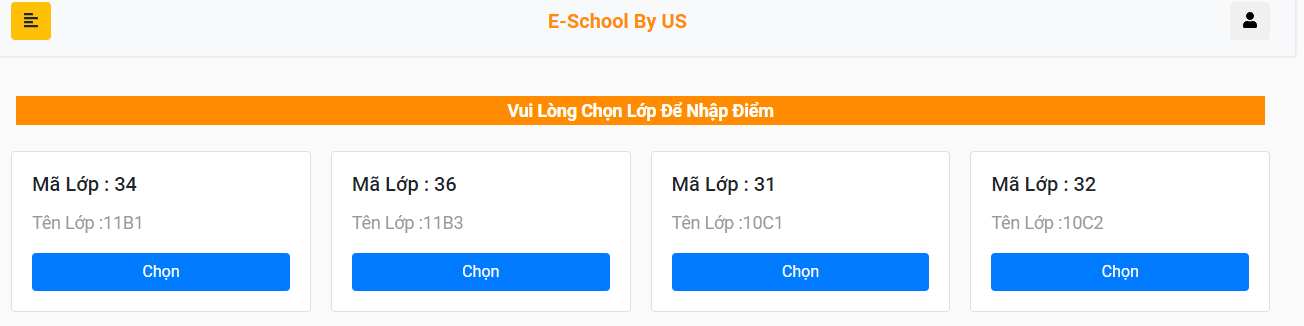 E-School By US
Vui Lòng Chọn Lớp Để Nhập Điểm
Mã Lớp : 34
Tên Lớp :11B1
Chọn
Mã Lớp : 36
Tên Lớp :11B3
Chọn
Mã Lớp : 31
Tên Lớp :10C1
Chọn
Mã Lớp : 32
Tên Lớp :10C2
Chọn